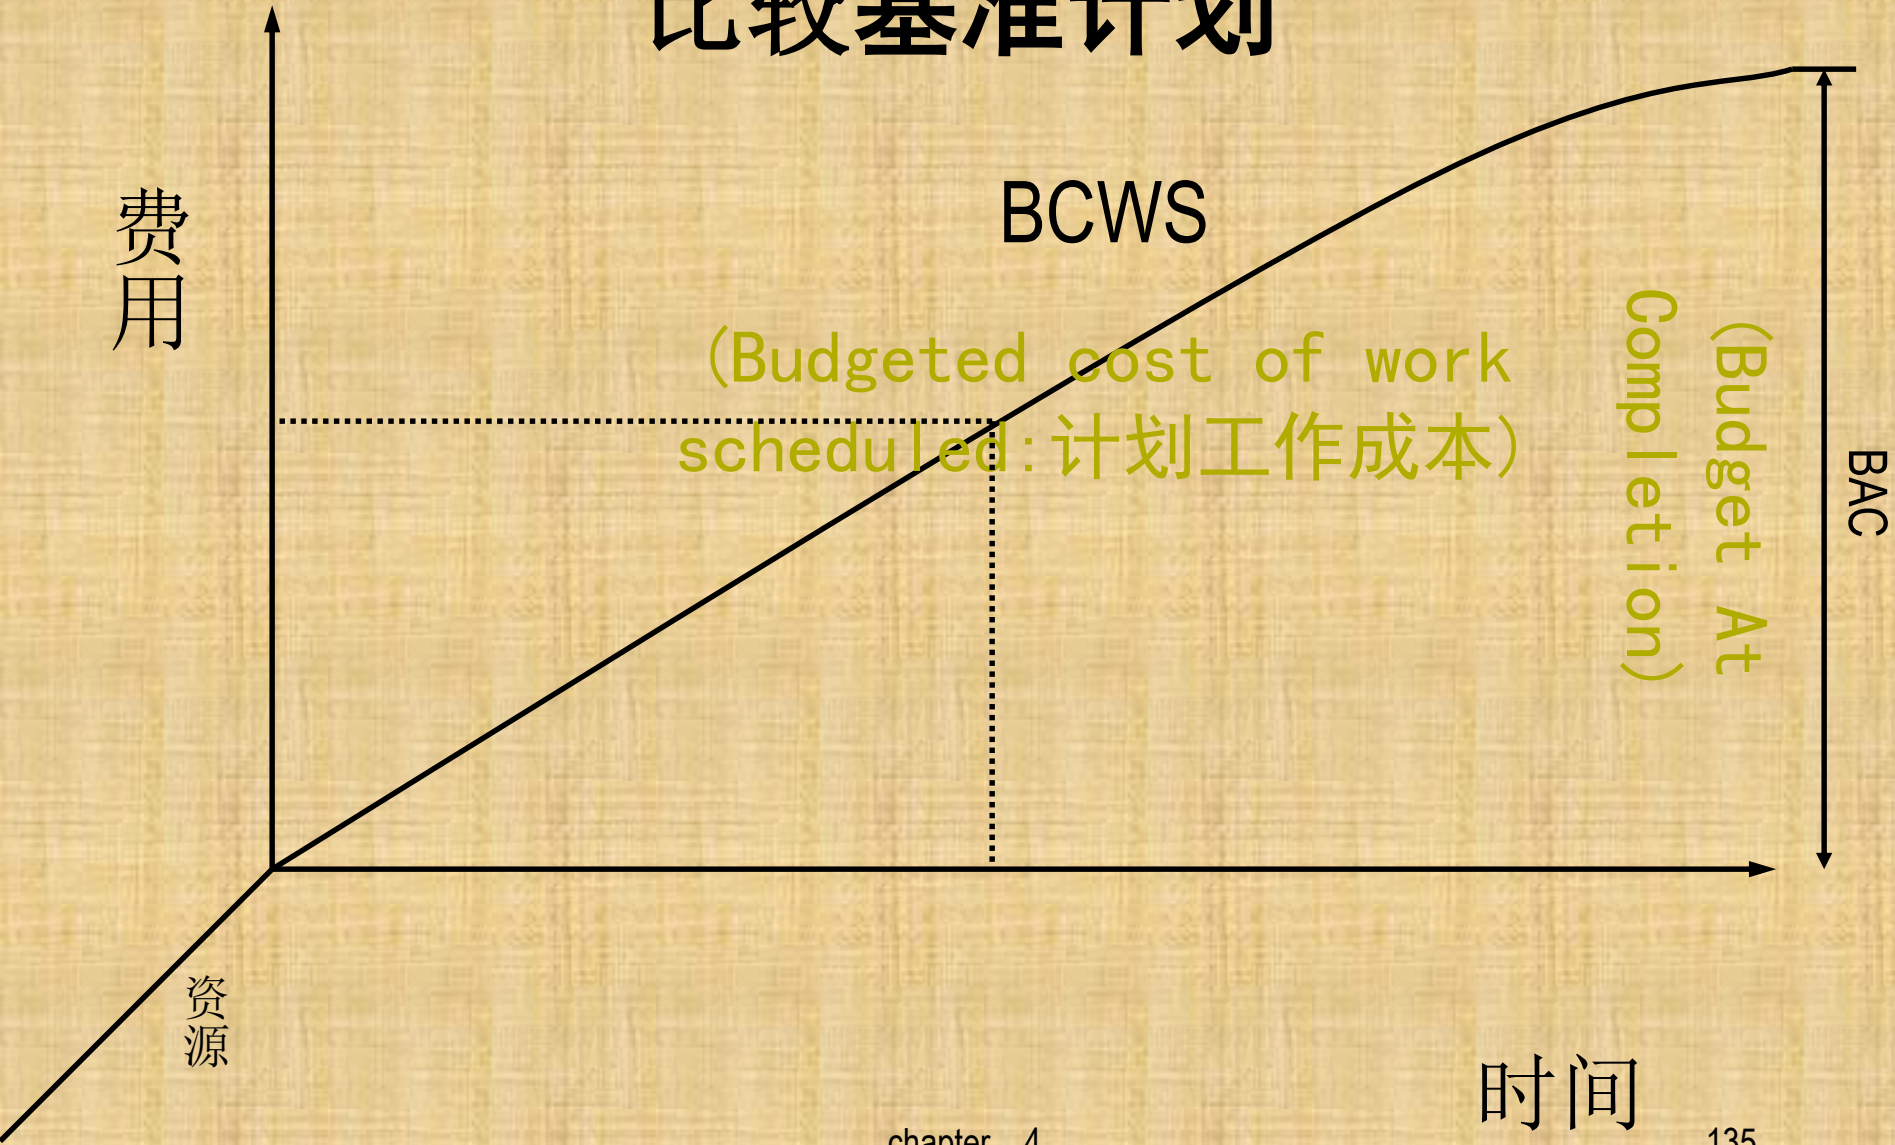 比较基准计划
费用
BCWS
(Budgeted cost of work
scheduled:计划工作成本)
(Budget At
Completion)
BAC
资源
时间
chapter 4
135